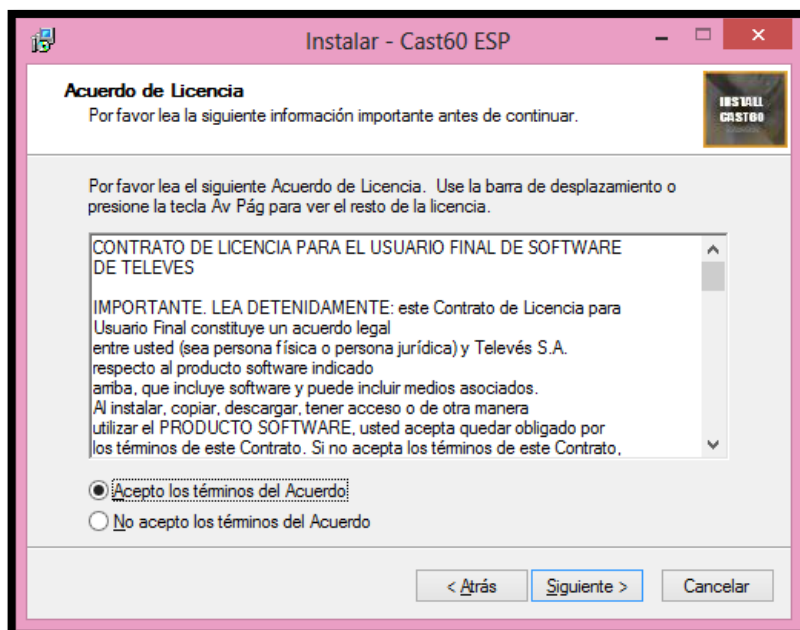 Instalar - Cast60 ESP
Acuerdo de Licencia
Por favor lea la siguiente información importante antes de continuar.
INSTALL
CAST60
Por favor lea el siguiente Acuerdo de Licencia. Use la barra de desplazamiento o
presione la tecla Av Pág para ver el resto de la licencia.
CONTRATO DE LICENCIA PARA EL USUARIO FINAL DE SOFTWARE
DE TELEVES
IMPORTANTE. LEA DETENIDAMENTE: este Contrato de Licencia para
Usuario Final constituye un acuerdo legal
entre usted (sea persona física o persona jurídica) y Televés S.A.
respecto al producto software indicado
arriba, que incluye software y puede incluir medios asociados.
Al instalar, copiar, descargar, tener acceso o de otra manera
utilizar el PRODUCTO SOFTWARE, usted acepta quedar obligado por
los términos de este Contrato. Si no acepta los términos de este Contrato,
Acepto los términos del Acuerdo
No acepto los términos del Acuerdo
< Atrás Siguiente > Cancelar